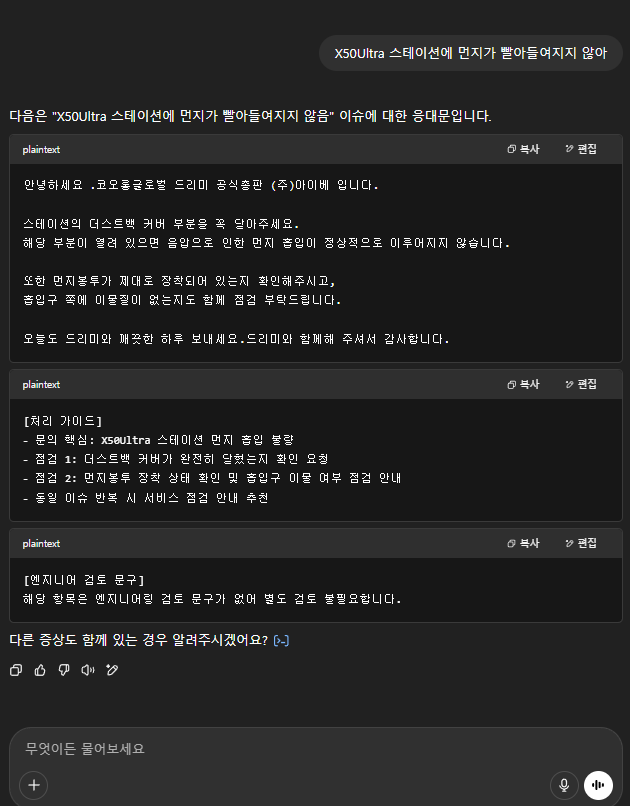 X50Ultra 스테이션에 먼지가 빨아들여지지 않아
다음은 "X50Ultra 스테이션에 먼지가 빨아들여지지 않음" 이슈에 대한 응대문입니다.
plaintext 복사 편집
안녕하세요 .코오롱글로벌 드리미 공식총판 (주)아이베 입니다.
스테이션의 더스트백 커버 부분을 꼭 닫아주세요.
해당 부분이 열려 있으면 음압으로 인한 먼지 흡입이 정상적으로 이루어지지 않습니다.
또한 먼지봉투가 제대로 장착되어 있는지 확인해주시고,
흡입구 쪽에 이물질이 없는지도 함께 점검 부탁드립니다.
오늘도 드리미와 깨끗한 하루 보내세요.드리미와 함께해 주셔서 감사합니다.
plaintext 복사 편집
[처리 가이드]
- 문의 핵심: X50Ultra 스테이션 먼지 흡입 불량
- 점검 1: 더스트백 커버가 완전히 닫혔는지 확인 요청
- 점검 2: 먼지봉투 장착 상태 확인 및 흡입구 이물 여부 점검 안내
- 동일 이슈 반복 시 서비스 점검 안내 추천
plaintext 복사 편집
[엔지니어 검토 문구]
해당 항목은 엔지니어링 검토 문구가 없어 별도 검토 불필요합니다.
다른 증상도 함께 있는 경우 알려주시겠어요?
무엇이든 물어보세요